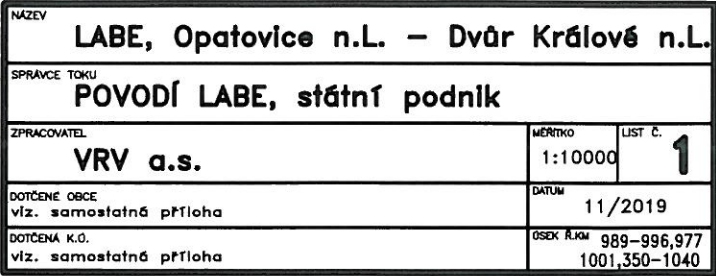 NÁZEV
LABE, Opatovice n.L. – Dvůr Králové n.L.
SPRÁVCE TOKU
POVODÍ LABE, státní podnik
ZPRACOVATEL
VRV a.s.
MĚŘÍTKO
1:10000
LIST Č.
1
DOTČENÉ OBCE
viz. samostatná příloha
DATUM
11/2019
DOTČENÁ K.Ú.
viz. samostatná příloha
ÚSEK Ř.KM 989–996,977
1001,350–1040